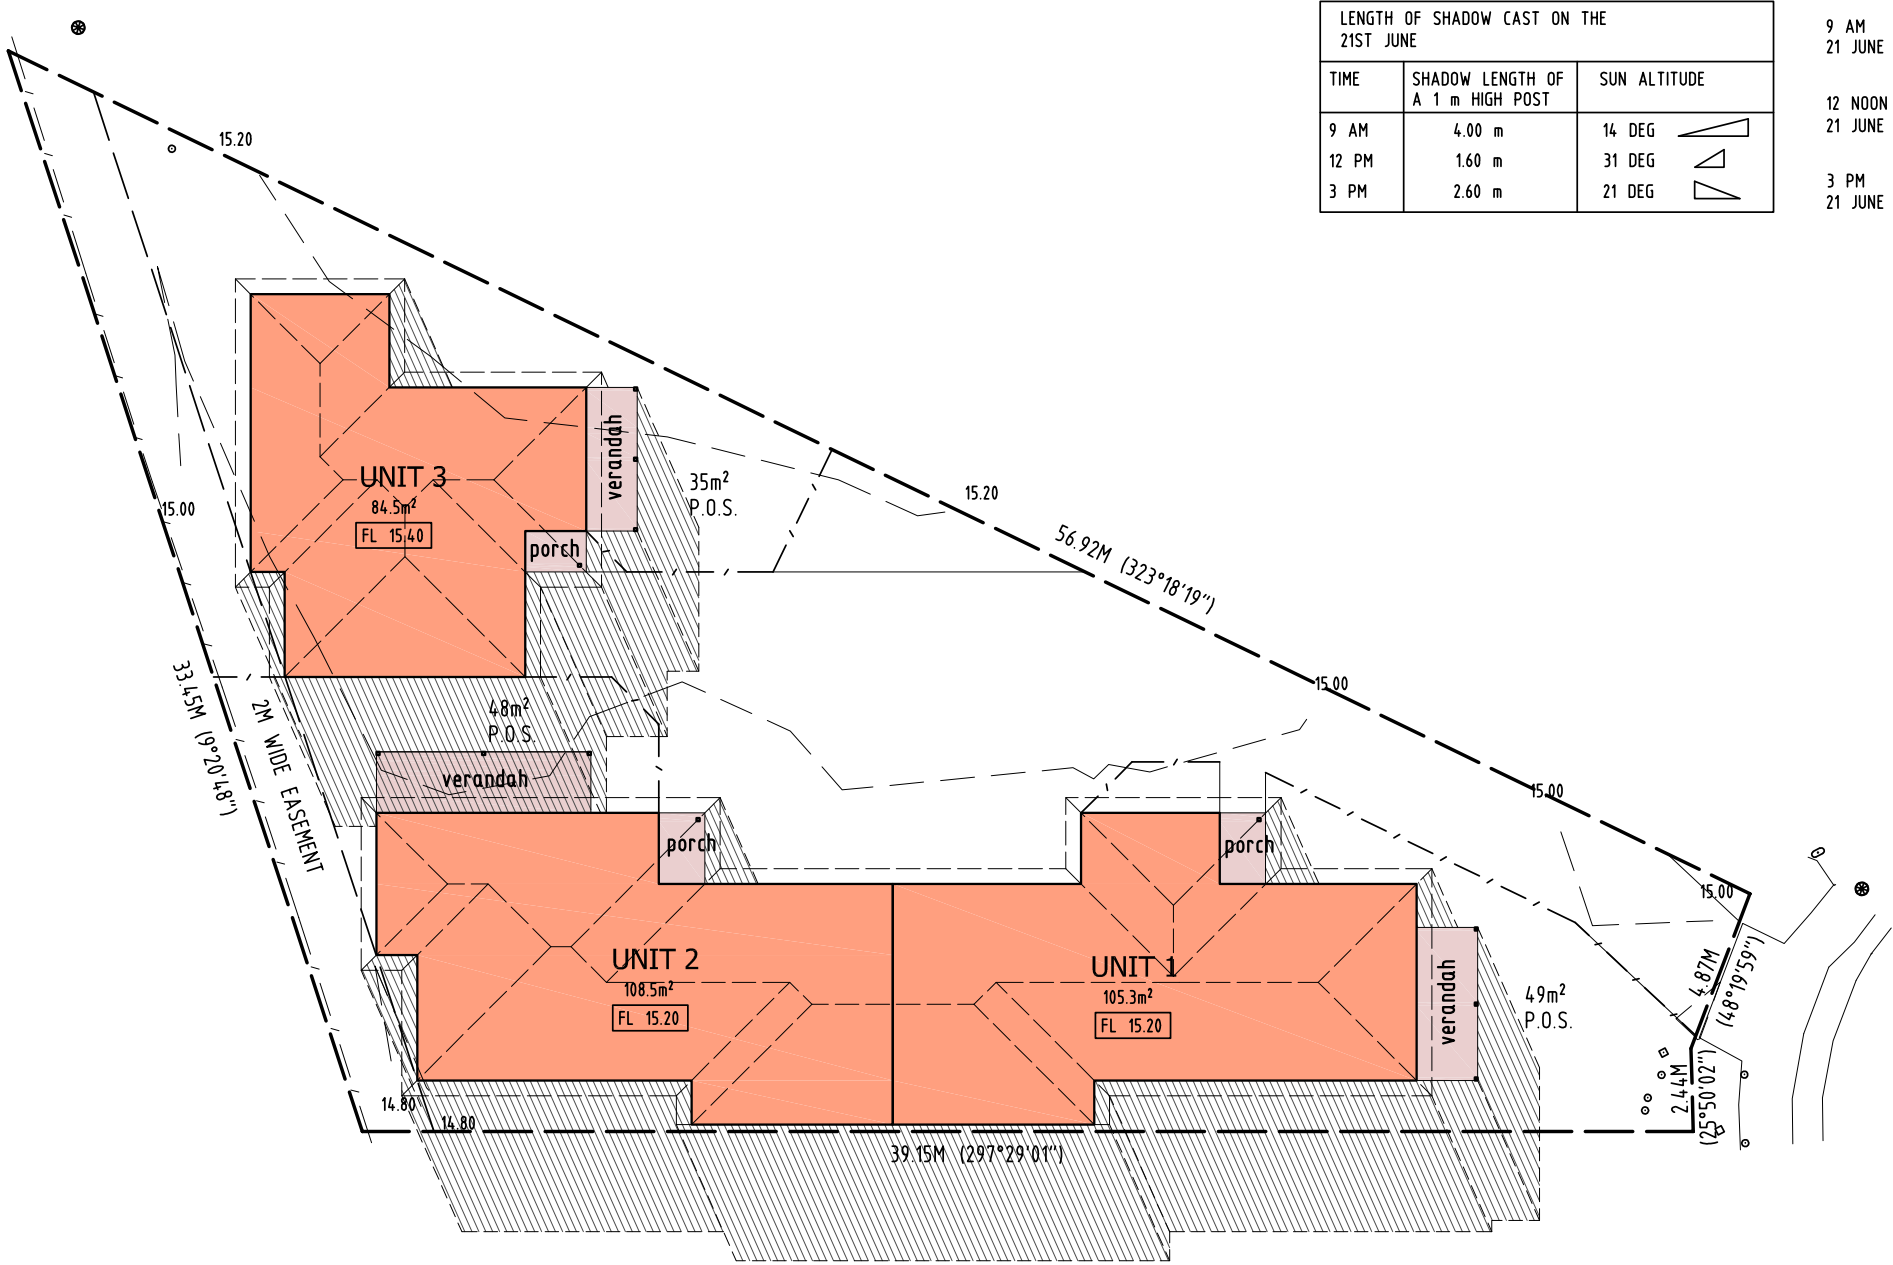 LENGTH OF SHADOW CAST ON THE
21ST JUNE
TIME
SHADOW LENGTH OF
A 1 m HIGH POST
SUN ALTITUDE
9 AM
4.00 m
14 DEG
12 PM
1.60 m
31 DEG
3 PM
2.60 m
21 DEG
9 AM
21 JUNE
12 NOON
21 JUNE
3 PM
21 JUNE
15.20
15.00
UNIT 3
84.5m²
FL 15.40
verandah
porch
35m²
P.O.S.
15.20
56.92M (323°18'19")
15.00
15.00
15.00
33.45M (9°20'48")
2M WIDE EASEMENT
48m²
P.O.S.
verandah
porch
porch
UNIT 2
108.5m²
FL 15.20
UNIT 1
105.3m²
FL 15.20
verandah
49m²
P.O.S.
4.87M
(48°19'59")
2.44M
(25°50'02")
14.80
14.80
39.15M (297°29'01")